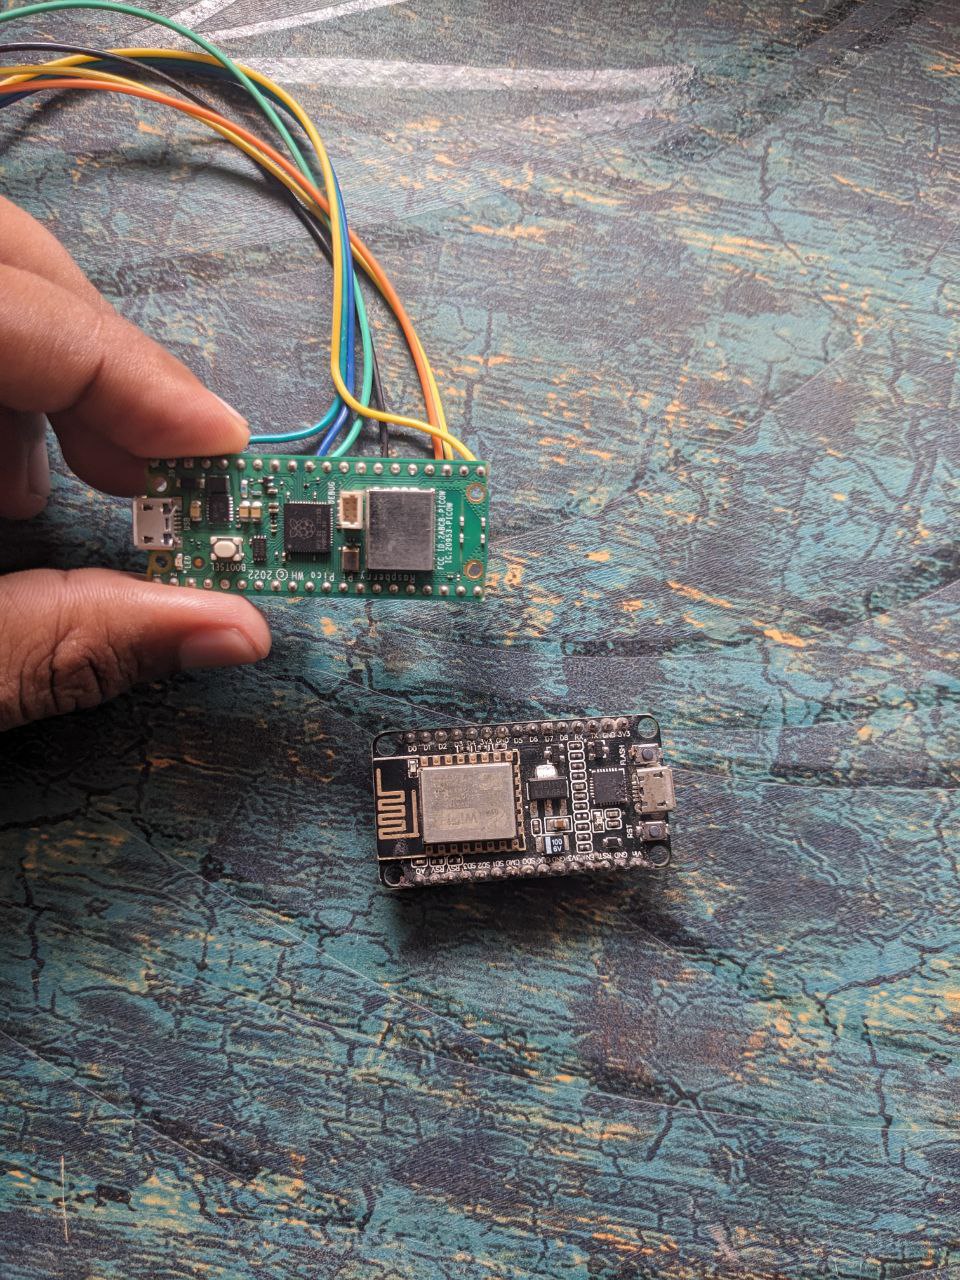 DEBUG
USB
LED
BOOTSEL
Raspberry Pi Pico WH © 2022
FCC ID:2ABCB-PICOW
IC:20953-PICOW
D0 D1 D2 3V3 GND D5 D6 D7 D8 RX TX GND 3V3
FLASH
WiFi
RST
100
6V
A0 RSV RSV SD3 SD2 SD1 CMD SD0 CLK GND 3V3 EN RST GND Vin